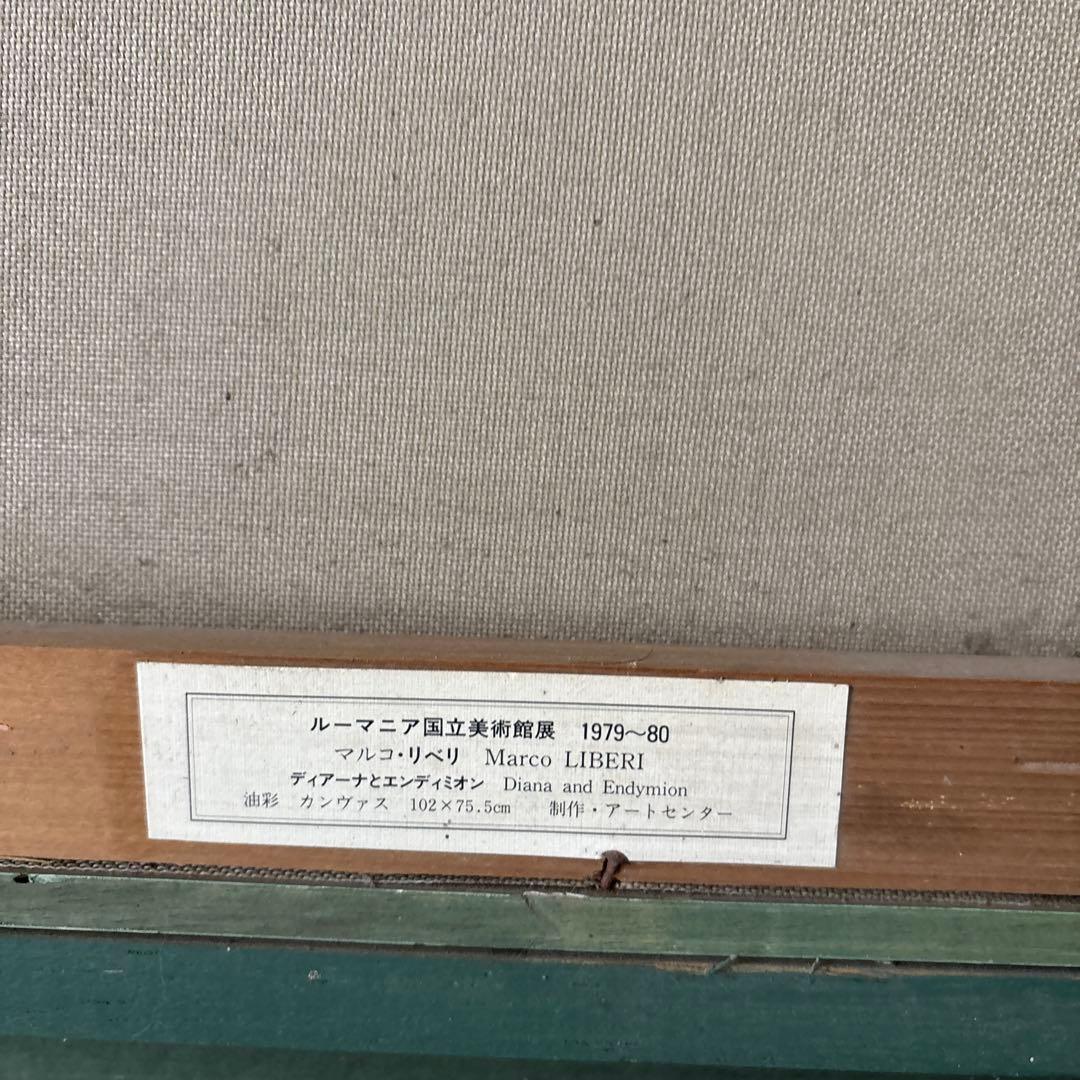 ルーマニア国立美術館展　1979〜80
マルコ・リベリ　Marco LIBERI
ディアーナとエンディミオン　Diana and Endymion
油彩　カンヴァス　102×75.5cm　制作・アートセンター